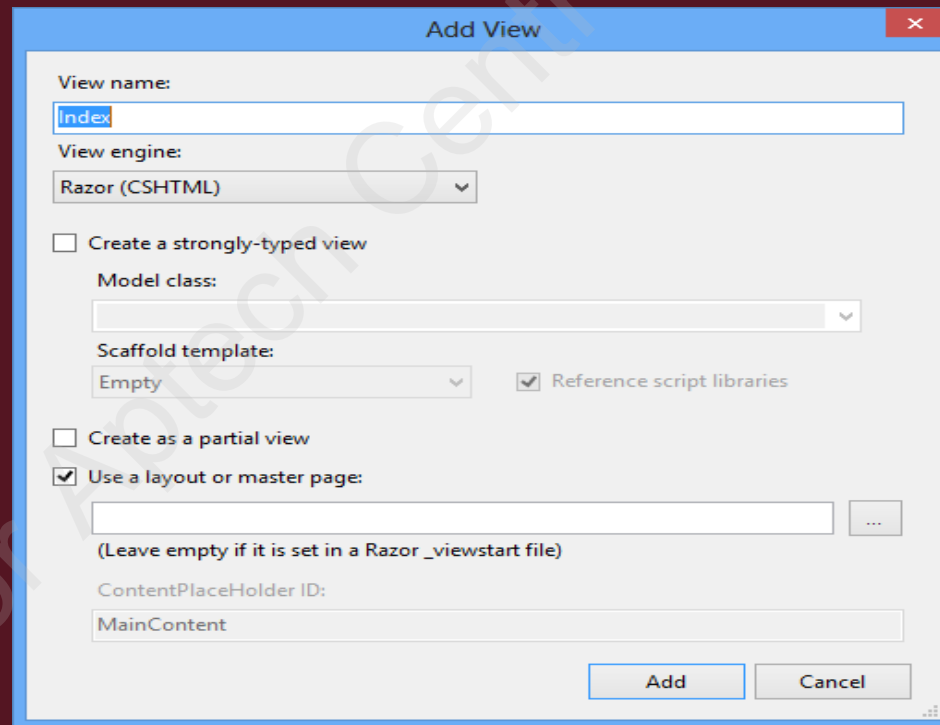 Add View
View name:
Index
View engine:
Razor (CSHTML)
Create a strongly-typed view
Model class:
Scaffold template:
Empty
Reference script libraries
Create as a partial view
Use a layout or master page:
...
(Leave empty if it is set in a Razor _viewstart file)
ContentPlaceHolder ID:
MainContent
Add Cancel
Aptech